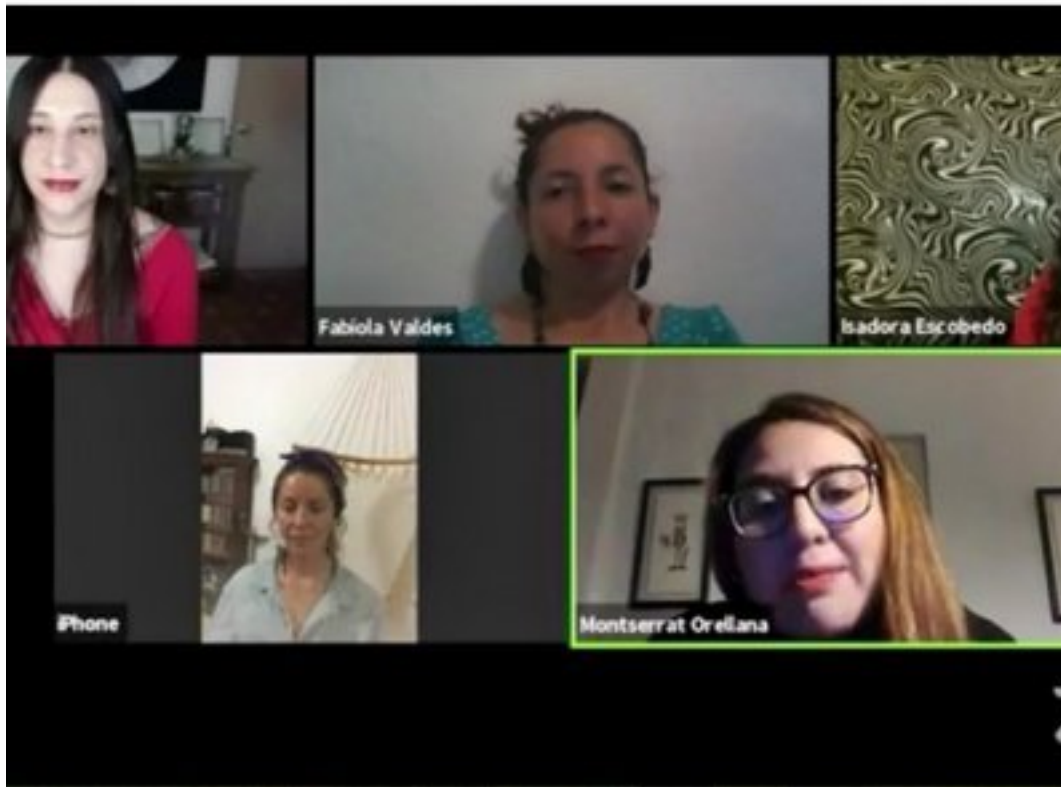 Fabiola Valdes
Isadora Escobedo
iPhone
Montserrat Orellana